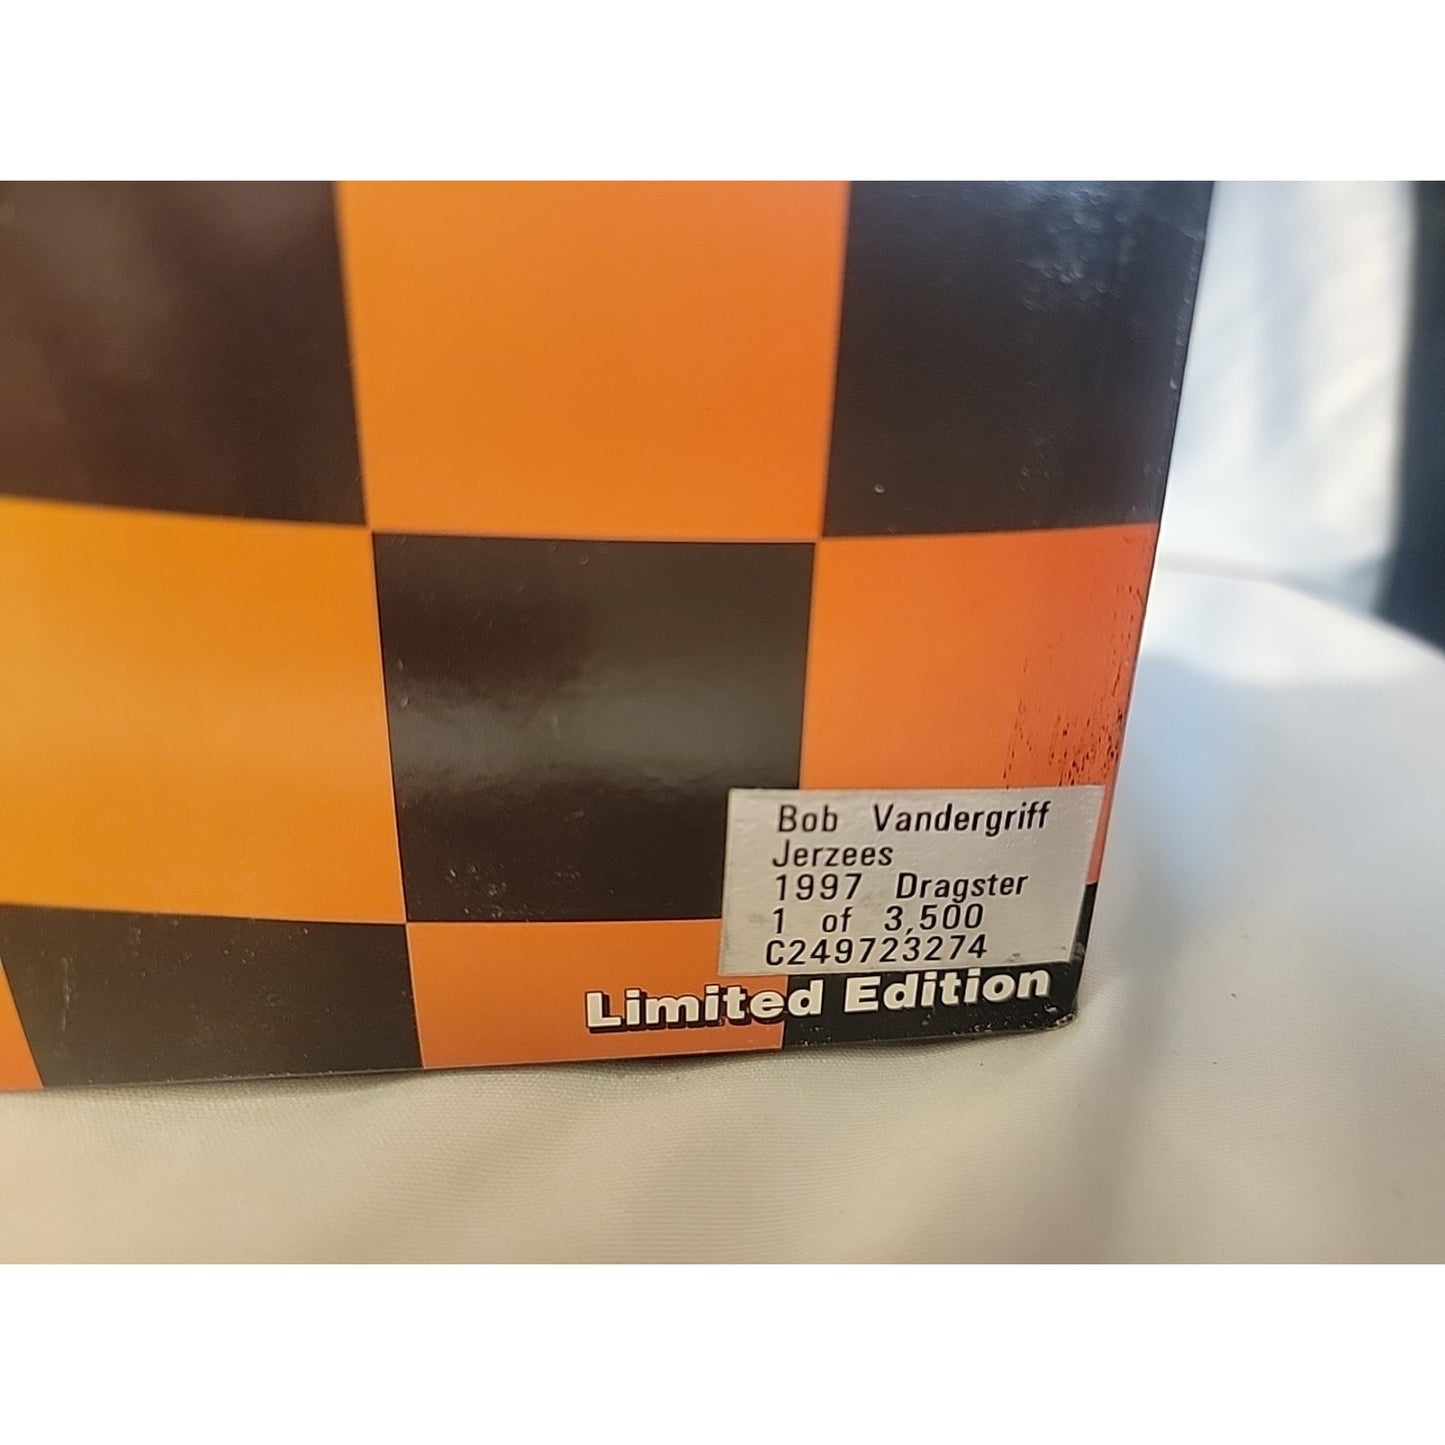 Bob Vandergriff
Jerzees
1997 Dragster
1 of 3,500
C249723274
Limited Edition